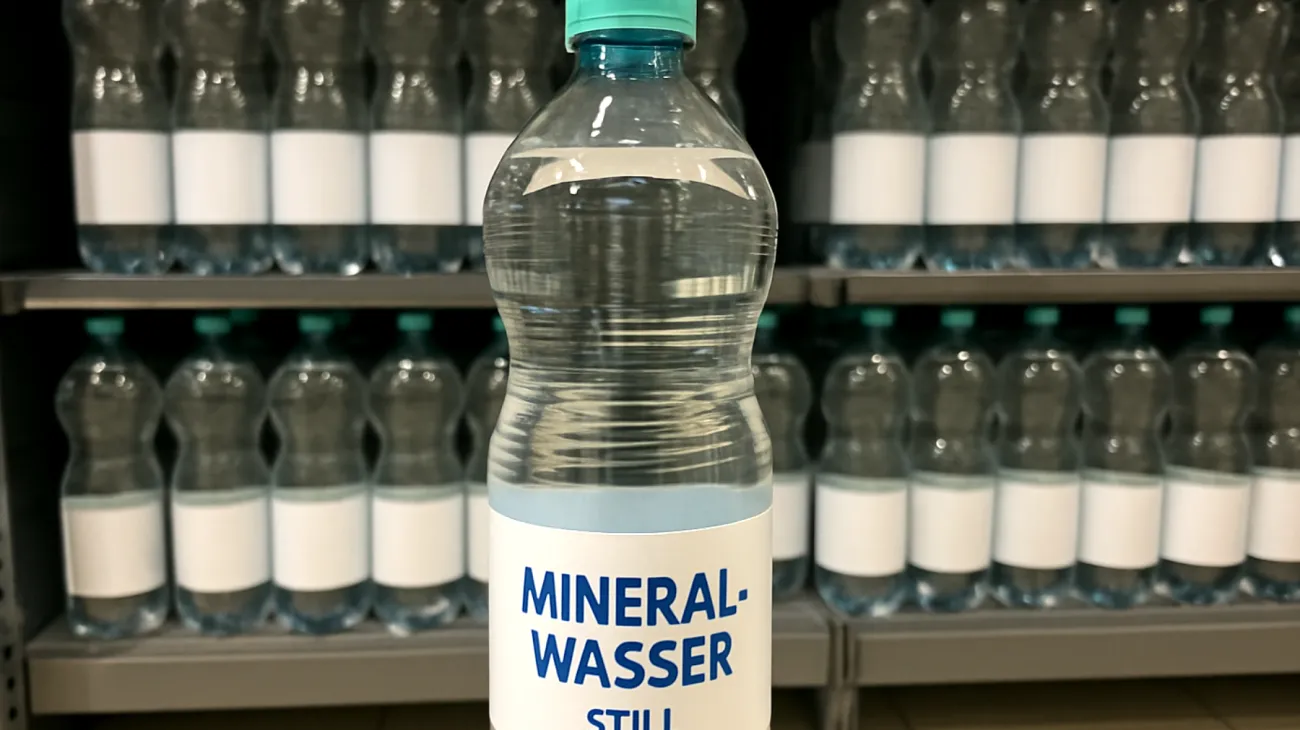 MINERAL-
WASSER
STILL